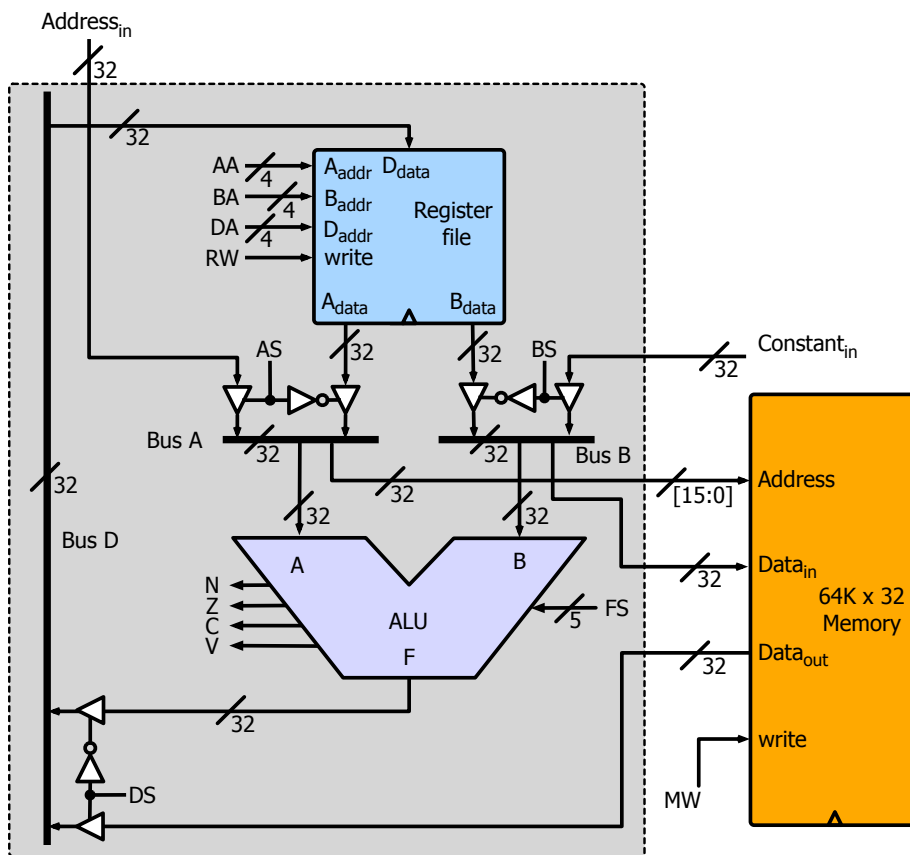 Address_in
32
32
AA
4
A_addr
D_data
BA
4
B_addr
Register
file
DA
4
D_addr
RW
write
A_data
B_data
32
32
AS
BS
Constant_in
32
Bus A
32
32
Bus B
32
[15:0]
Address
32
Bus D
32
32
A
B
Data_in
32
N
Z
C
V
ALU
FS
5
64K x 32
Memory
F
Data_out
32
32
write
DS
MW